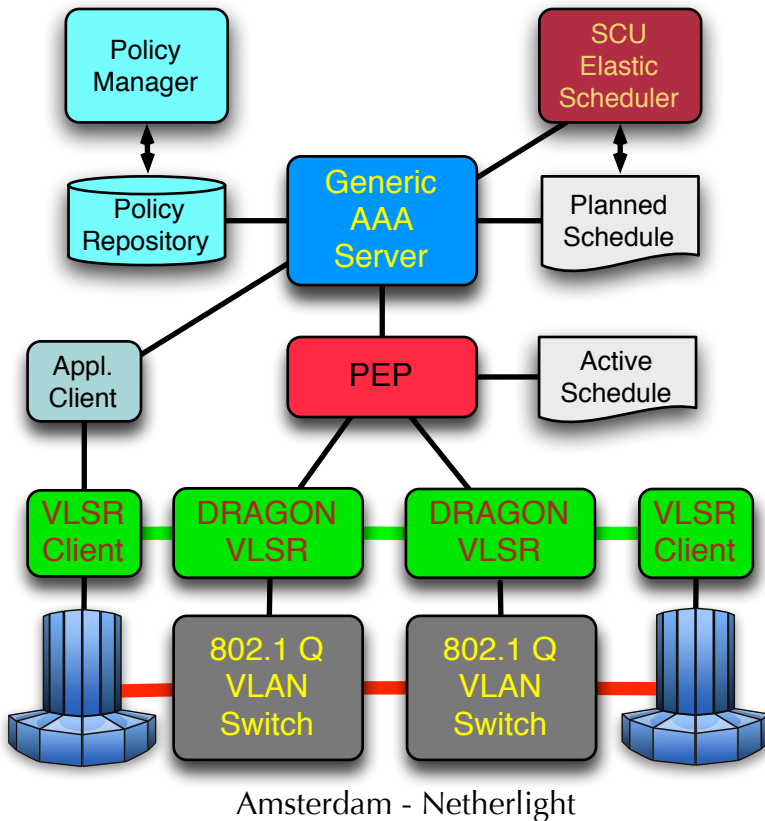 Policy
Manager
SCU
Elastic
Scheduler
Policy
Repository
Generic
AAA
Server
Planned
Schedule
Appl.
Client
PEP
Active
Schedule
VLSR
Client
DRAGON
VLSR
DRAGON
VLSR
VLSR
Client
802.1 Q
VLAN
Switch
802.1 Q
VLAN
Switch
Amsterdam - Netherlight